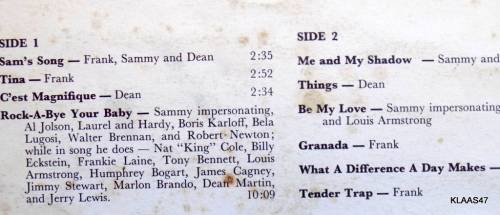 SIDE 1
Sam's Song — Frank, Sammy and Dean 2:35
Tina — Frank 2:52
C'est Magnifique — Dean 2:34
Rock-A-Bye Your Baby — Sammy impersonating,
Al Jolson, Laurel and Hardy, Boris Karloff, Bela
Lugosi, Walter Brennan, and Robert Newton;
while in song he does — Nat "King" Cole, Billy
Eckstein, Frankie Laine, Tony Bennett, Louis
Armstrong, Humphrey Bogart, James Cagney,
Jimmy Stewart, Marlon Brando, Dean Martin,
and Jerry Lewis. 10:09
SIDE 2
Me and My Shadow — Sammy and
Things — Dean
Be My Love — Sammy impersonating
and Louis Armstrong
Granada — Frank
What A Difference A Day Makes —
Tender Trap — Frank
KLAAS47